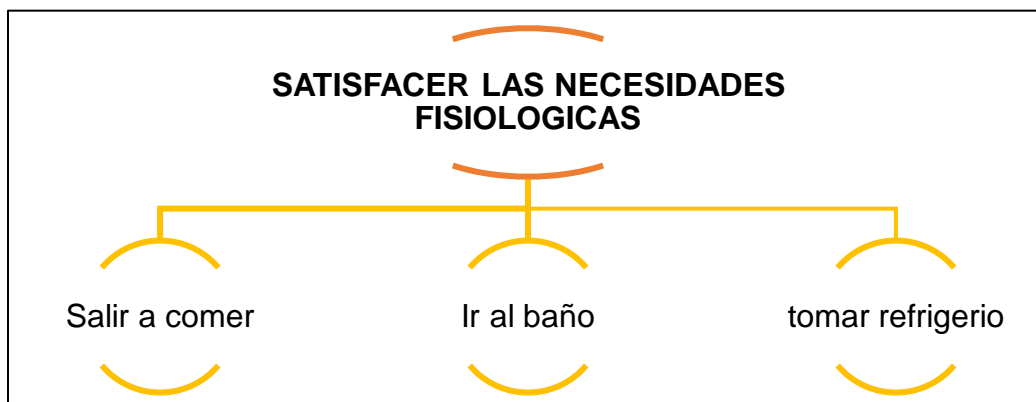 SATISFACER LAS NECESIDADES
FISIOLOGICAS
Salir a comer
Ir al baño
tomar refrigerio